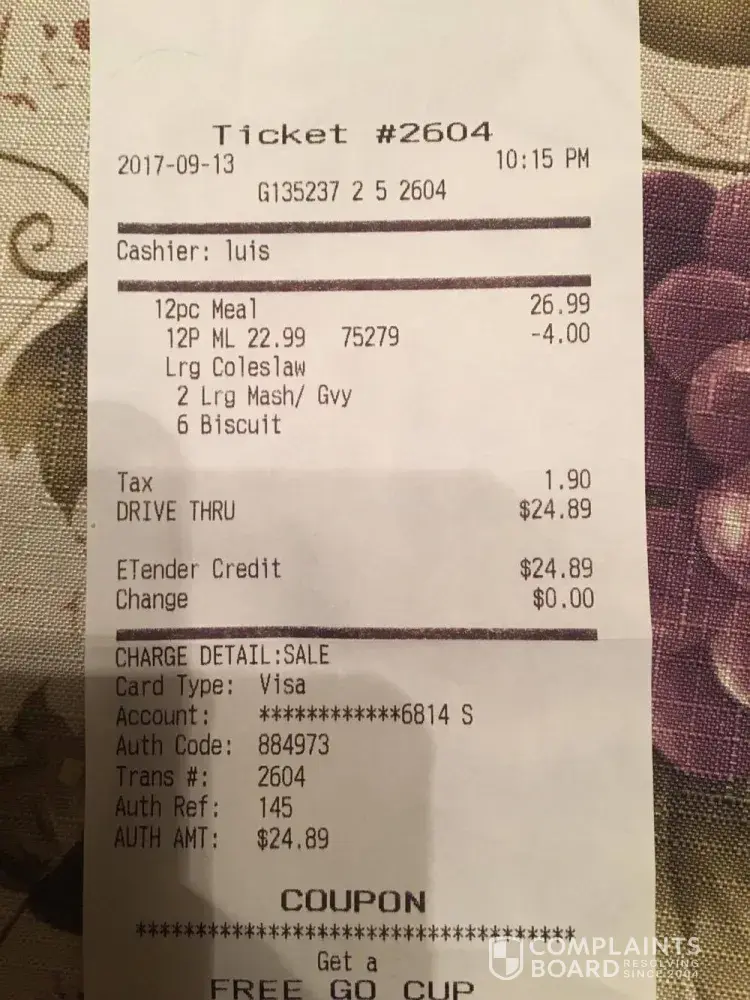 Ticket #2604
2017-09-13 10:15 PM
G135237 2 5 2604
Cashier: luis
12pc Meal 26.99
12P ML 22.99 75279 -4.00
Lrg Coleslaw
2 Lrg Mash/ Gvy
6 Biscuit
Tax 1.90
DRIVE THRU $24.89
ETender Credit $24.89
Change $0.00
CHARGE DETAIL:SALE
Card Type: Visa
Account: ************6814 S
Auth Code: 884973
Trans #: 2604
Auth Ref: 145
AUTH AMT: $24.89
COUPON
*************************************
Get a
FREE GO CUP
COMPLAINTS
BOARD RESOLVING
SINCE 2004